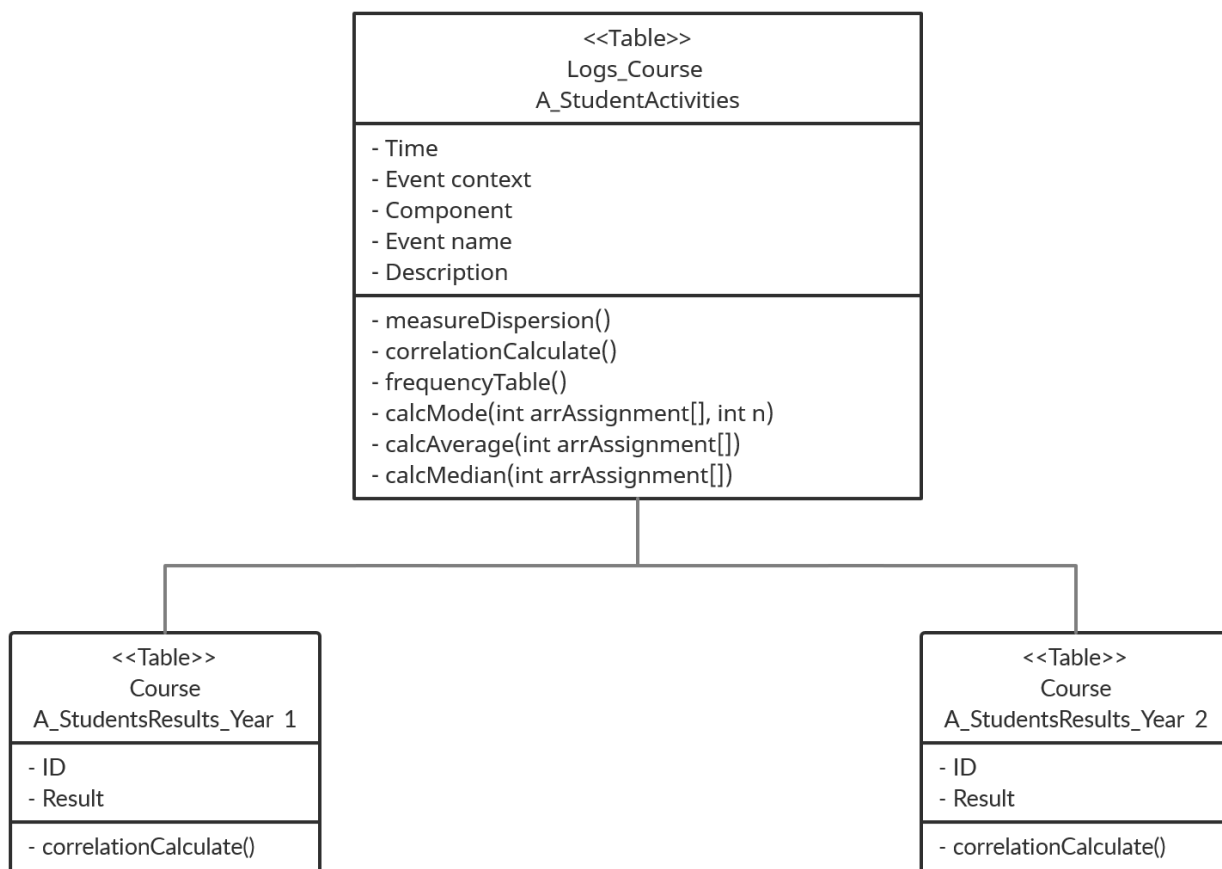 <<Table>>
Logs_Course
A_StudentActivities
- Time
- Event context
- Component
- Event name
- Description
- measureDispersion()
- correlationCalculate()
- frequencyTable()
- calcMode(int arrAssignment[], int n)
- calcAverage(int arrAssignment[])
- calcMedian(int arrAssignment[])
<<Table>>
Course
A_StudentsResults_Year 1
- ID
- Result
- correlationCalculate()
<<Table>>
Course
A_StudentsResults_Year 2
- ID
- Result
- correlationCalculate()